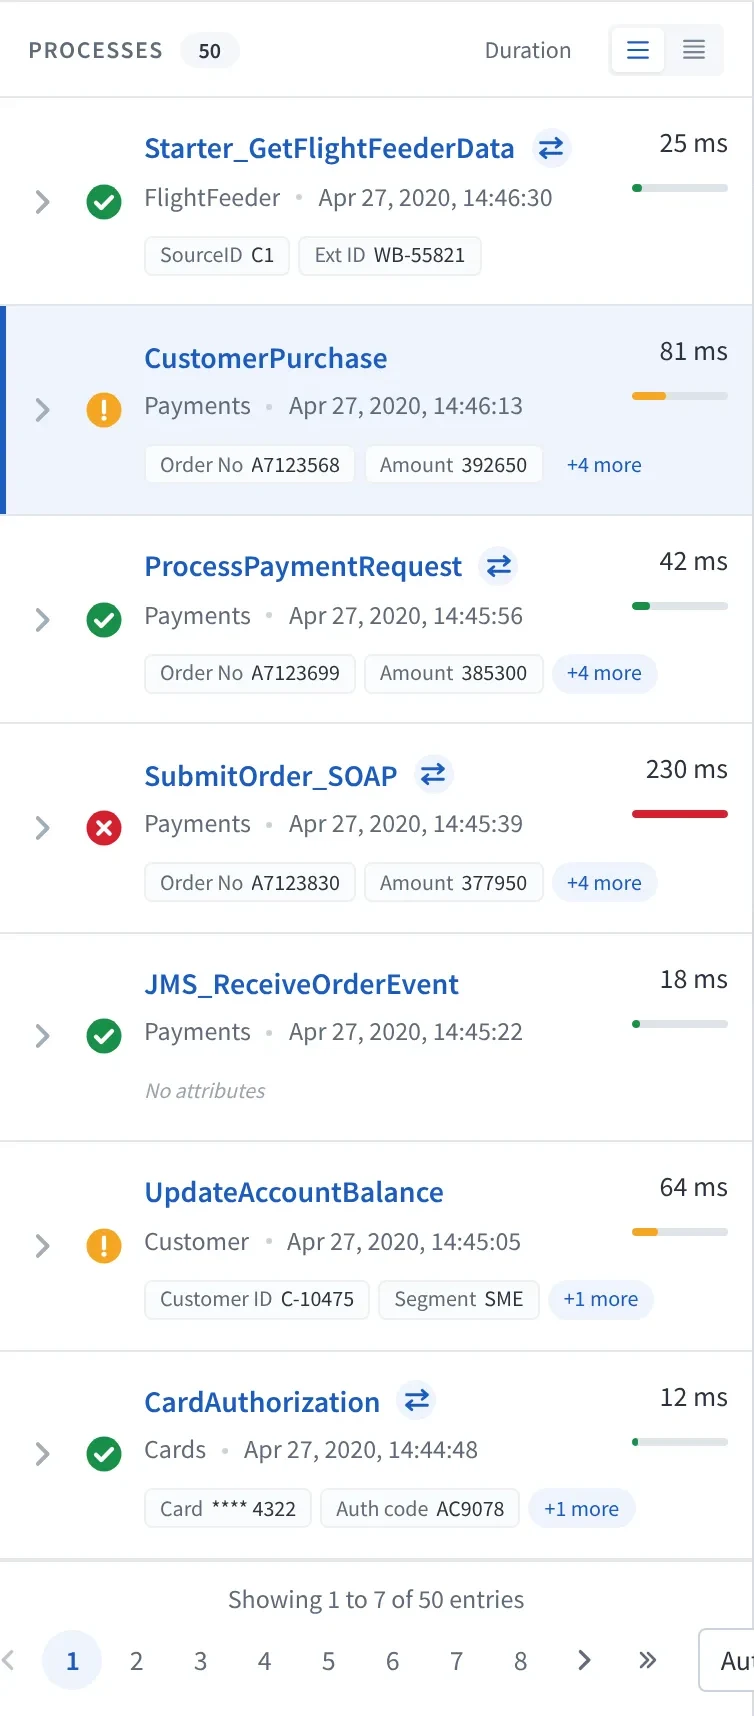 PROCESSES 50 Duration
Starter_GetFlightFeederData 25 ms
FlightFeeder • Apr 27, 2020, 14:46:30
SourceID C1 Ext ID WB-55821
CustomerPurchase 81 ms
Payments • Apr 27, 2020, 14:46:13
Order No A7123568 Amount 392650 +4 more
ProcessPaymentRequest 42 ms
Payments • Apr 27, 2020, 14:45:56
Order No A7123699 Amount 385300 +4 more
SubmitOrder_SOAP 230 ms
Payments • Apr 27, 2020, 14:45:39
Order No A7123830 Amount 377950 +4 more
JMS_ReceiveOrderEvent 18 ms
Payments • Apr 27, 2020, 14:45:22
No attributes
UpdateAccountBalance 64 ms
Customer • Apr 27, 2020, 14:45:05
Customer ID C-10475 Segment SME +1 more
CardAuthorization 12 ms
Cards • Apr 27, 2020, 14:44:48
Card **** 4322 Auth code AC9078 +1 more
Showing 1 to 7 of 50 entries
1 2 3 4 5 6 7 8